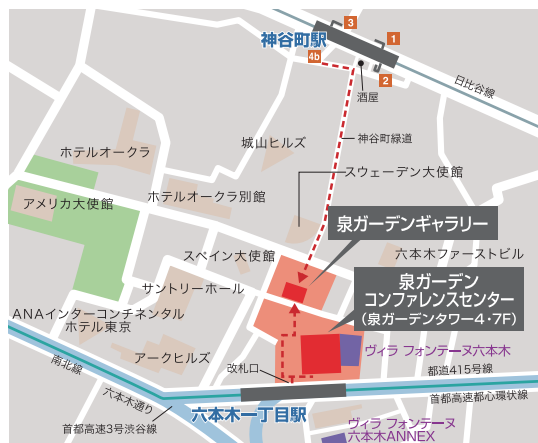 3
神谷町駅
1
4b
2
酒屋
日比谷線
ホテルオークラ
城山ヒルズ
神谷町緑道
スウェーデン大使館
アメリカ大使館
ホテルオークラ別館
泉ガーデンギャラリー
スペイン大使館
六本木ファーストビル
サントリーホール
泉ガーデン
コンファレンスセンター
(泉ガーデンタワー4・7F)
ANAインターコンチネンタル
ホテル東京
アークヒルズ
ヴィラ フォンテーヌ六本木
南北線
改札口
都道415号線
六本木通り
首都高速都心環状線
六本木一丁目駅
首都高速3号渋谷線
ヴィラ フォンテーヌ
六本木ANNEX